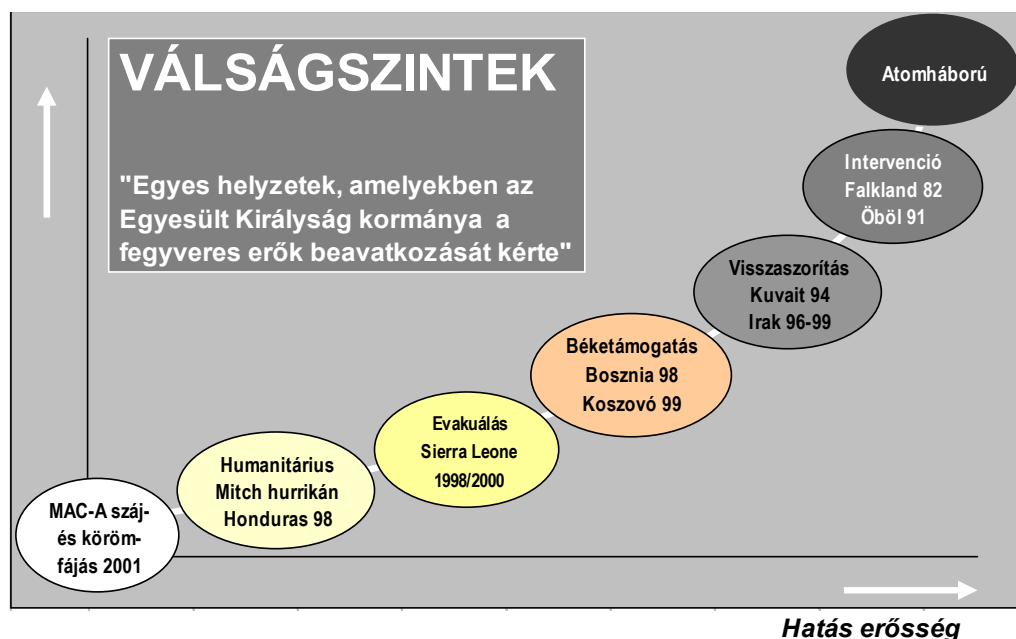 VÁLSÁGSZINTEK
"Egyes helyzetek, amelyekben az
Egyesült Királyság kormánya a
fegyveres erők beavatkozását kérte"
Atomháború
Intervenció
Falkland 82
Öböl 91
Visszaszorítás
Kuvait 94
Irak 96-99
Béketámogatás
Bosznia 98
Koszovó 99
Evakuálás
Sierra Leone
1998/2000
Humanitárius
Mitch hurrikán
Honduras 98
MAC-A száj-
és köröm-
fájás 2001
Hatás erősség